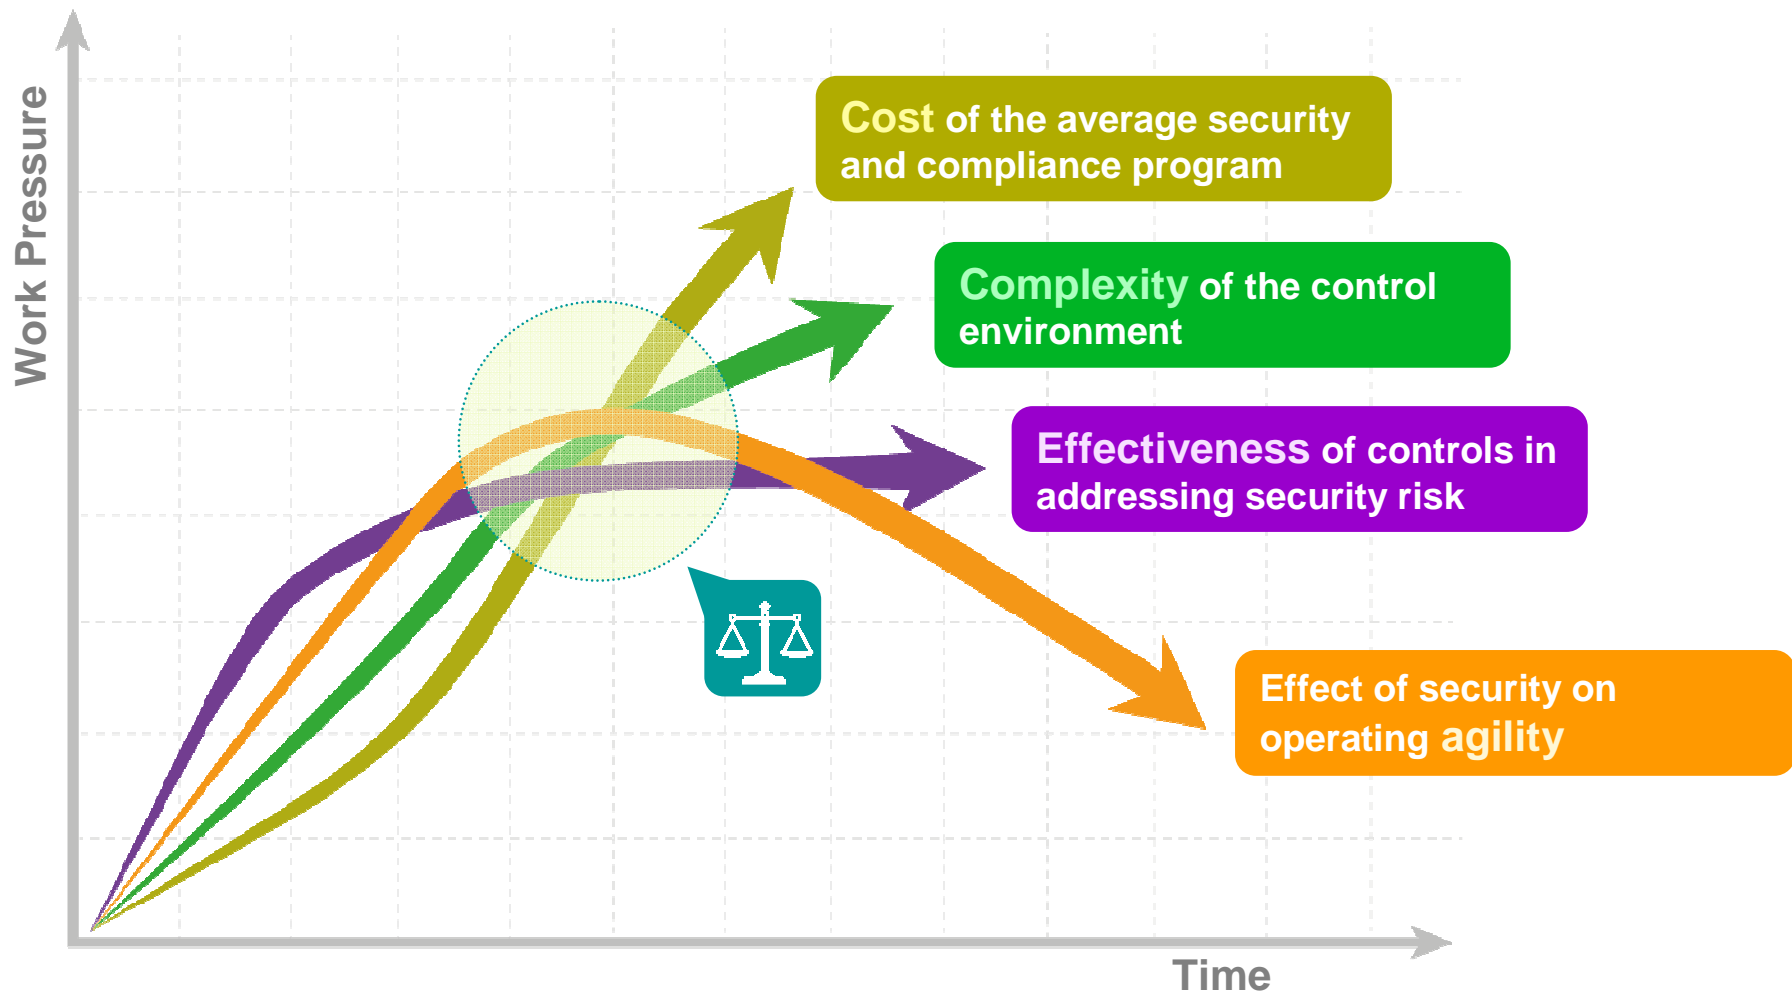 Work Pressure
Cost of the average security
and compliance program
Complexity of the control
environment
Effectiveness of controls in
addressing security risk
Effect of security on
operating agility
Time